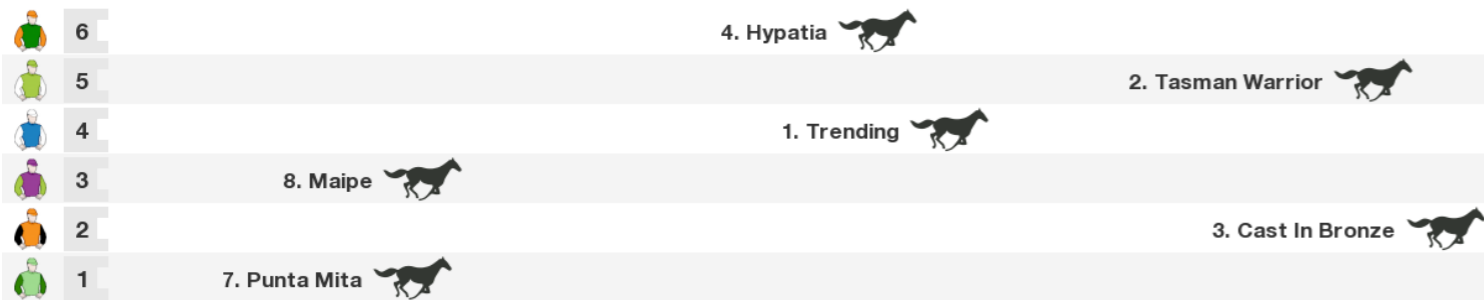 6 4. Hypatia
5 2. Tasman Warrior
4 1. Trending
3 8. Maipe
2 3. Cast In Bronze
1 7. Punta Mita